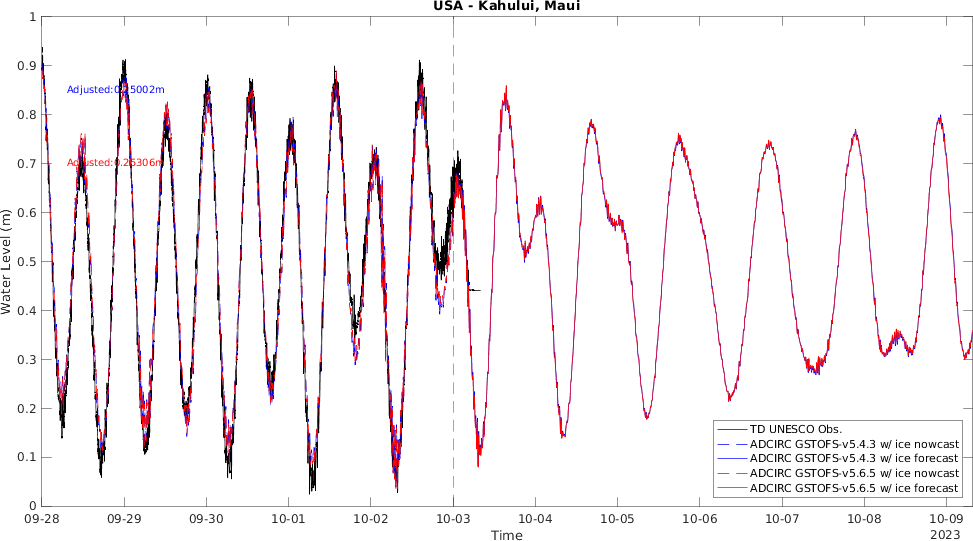 USA - Kahului, Maui
1
0.9
0.8
0.7
0.6
0.5
0.4
0.3
0.2
0.1
0
Water Level (m)
Adjusted:0.25002m
Adjusted:0.26306m
TD UNESCO Obs.
ADCIRC GSTOFS-v5.4.3 w/ ice nowcast
ADCIRC GSTOFS-v5.4.3 w/ ice forecast
ADCIRC GSTOFS-v5.6.5 w/ ice nowcast
ADCIRC GSTOFS-v5.6.5 w/ ice forecast
09-28 09-29 09-30 10-01 10-02 10-03 10-04 10-05 10-06 10-07 10-08 10-09
2023
Time